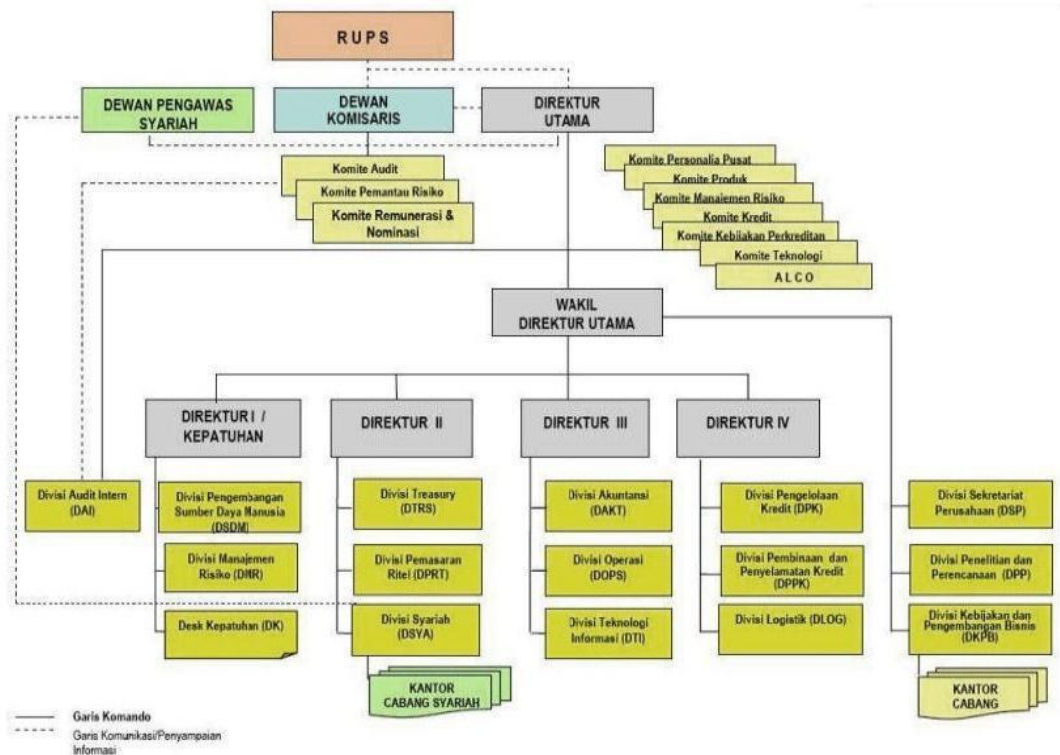 R U P S
DEWAN PENGAWAS
SYARIAH
DEWAN
KOMISARIS
DIREKTUR
UTAMA
Komite Audit
Komite Pemantau Risiko
Komite Remunerasi &
Nominasi
Komite Personalia Pusat
Komite Produk
Komite Manajemen Risiko
Komite Kredit
Komite Kebijakan Perkreditan
Komite Teknologi
A L C O
WAKIL
DIREKTUR UTAMA
DIREKTUR I /
KEPATUHAN
DIREKTUR II
DIREKTUR III
DIREKTUR IV
Divisi Audit Intern
(DAI)
Divisi Pengembangan
Sumber Daya Manusia
(DSDM)
Divisi Manajemen
Risiko (DMR)
Desk Kepatuhan (DK)
Divisi Treasury
(DTRS)
Divisi Pemasaran
Ritel (DPRT)
Divisi Syariah
(DSYA)
KANTOR
CABANG SYARIAH
Divisi Akuntansi
(DAKT)
Divisi Operasi
(DOPS)
Divisi Teknologi
Informasi (DTI)
Divisi Pengelolaan
Kredit (DPK)
Divisi Pembinaan dan
Penyelamatan Kredit
(DPPK)
Divisi Logistik (DLOG)
Divisi Sekretariat
Perusahaan (DSP)
Divisi Penelitian dan
Perencanaan (DPP)
Divisi Kebijakan dan
Pengembangan Bisnis
(DKPB)
KANTOR
CABANG
Garis Komando
Garis Komunikasi/Penyampaian
Informasi